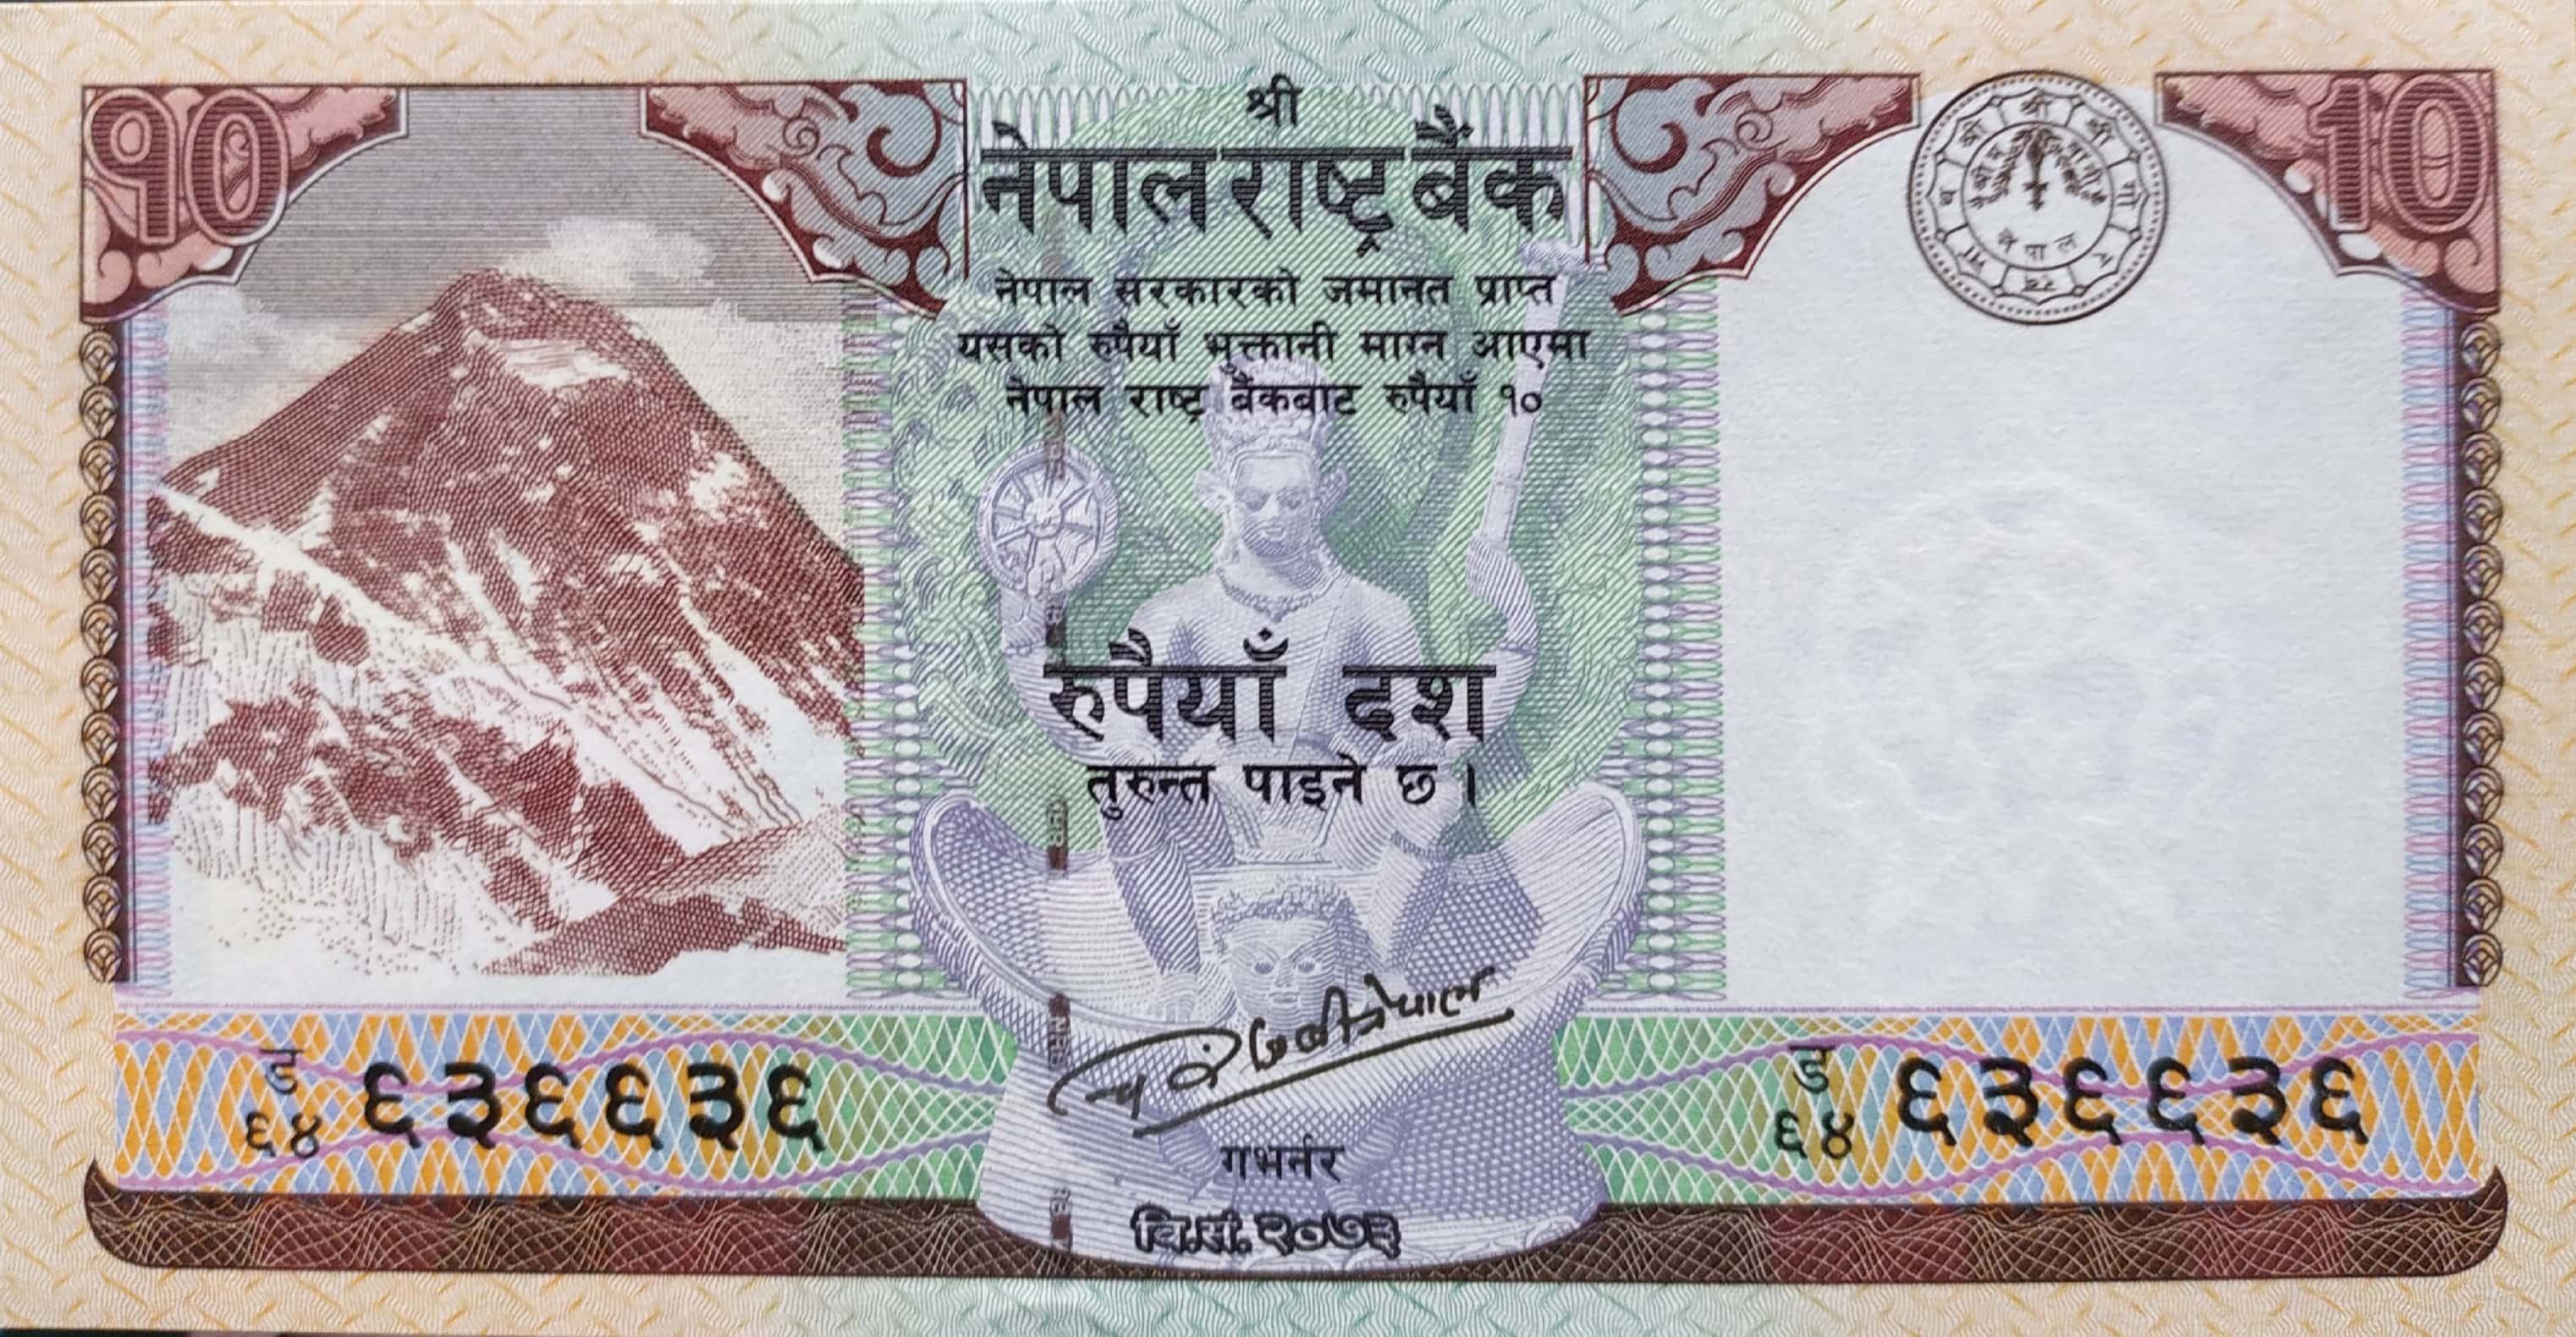 १० श्री 10
नेपाल राष्ट्र बैंक
नेपाल सरकारको जमानत प्राप्त
यसको रुपैयाँ भुक्तानी माग्न आएमा
नेपाल राष्ट्र बैंकबाट रुपैयाँ १०
रुपैयाँ दश
तुरुन्त पाइने छ ।
ड
६४ ६३६६३६
ड
६४ ६३६६३६
गभर्नर
वि.सं. २०७३